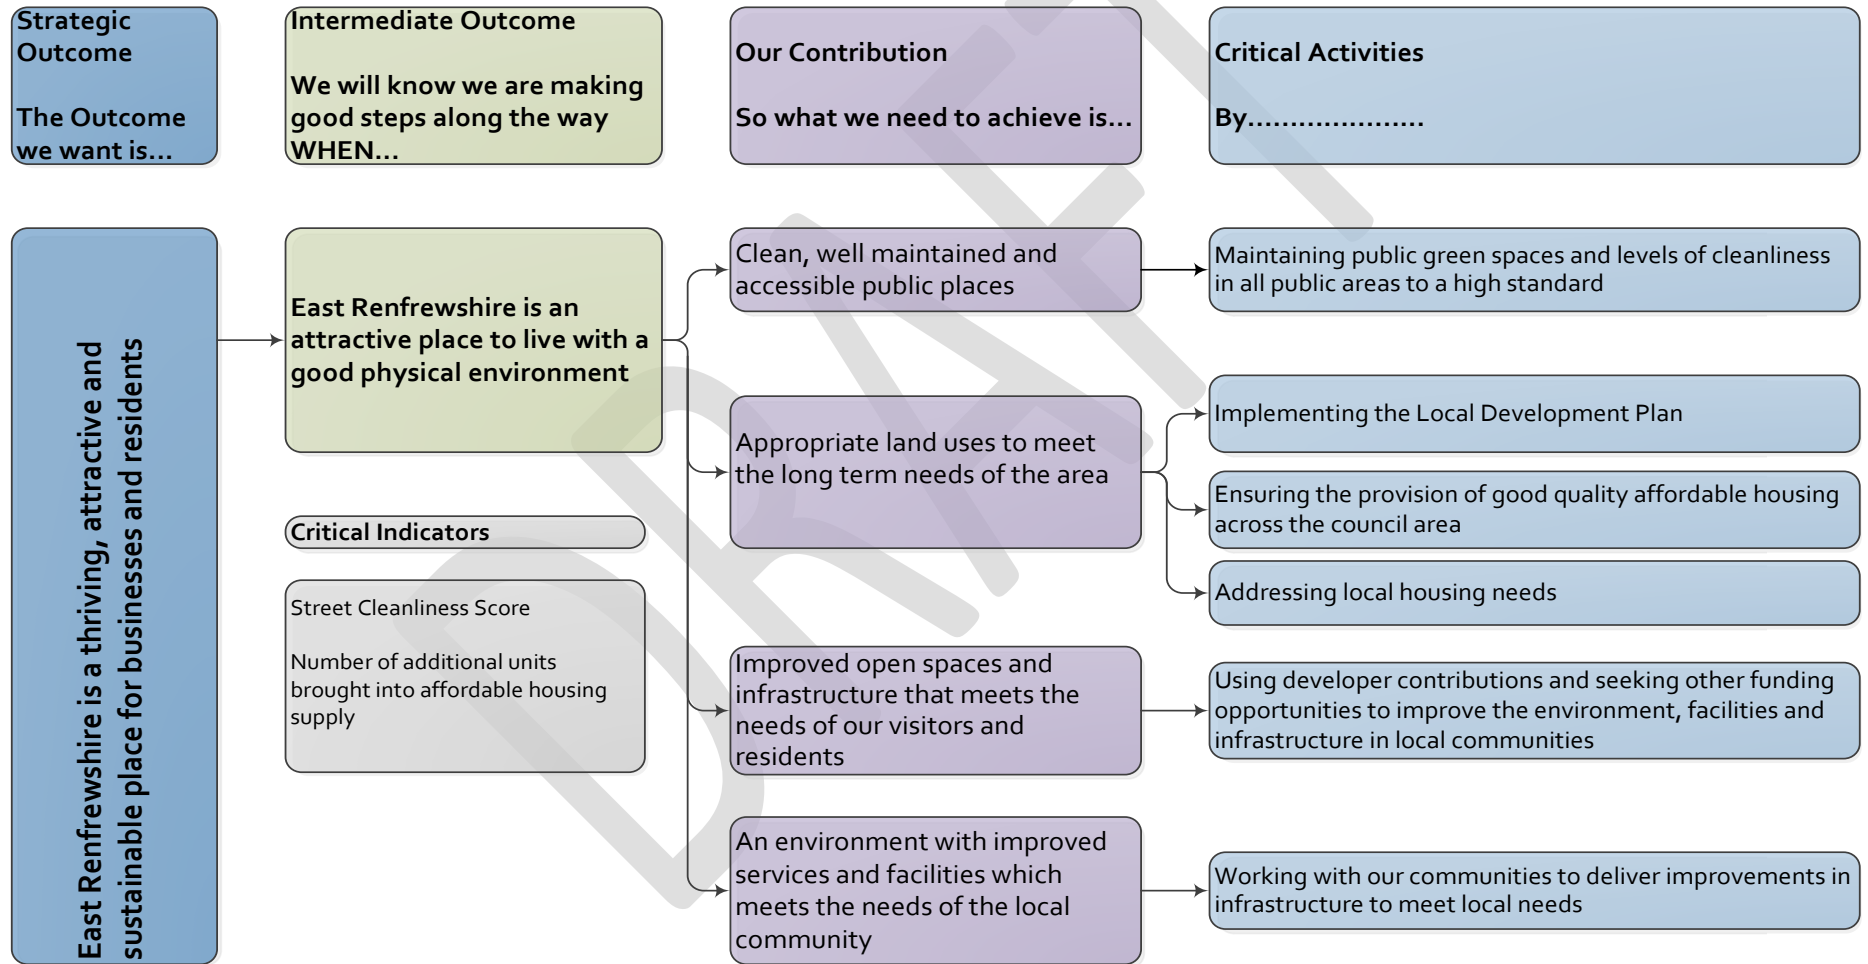 Strategic
Outcome
The Outcome
we want is...
Intermediate Outcome
We will know we are making
good steps along the way
WHEN...
Our Contribution
So what we need to achieve is...
Critical Activities
By.....................
East Renfrewshire is a thriving, attractive and
sustainable place for businesses and residents
East Renfrewshire is an
attractive place to live with a
good physical environment
Critical Indicators
Street Cleanliness Score
Number of additional units
brought into affordable housing
supply
Clean, well maintained and
accessible public places
Maintaining public green spaces and levels of cleanliness
in all public areas to a high standard
Appropriate land uses to meet
the long term needs of the area
Implementing the Local Development Plan
Ensuring the provision of good quality affordable housing
across the council area
Addressing local housing needs
Improved open spaces and
infrastructure that meets the
needs of our visitors and
residents
Using developer contributions and seeking other funding
opportunities to improve the environment, facilities and
infrastructure in local communities
An environment with improved
services and facilities which
meets the needs of the local
community
Working with our communities to deliver improvements in
infrastructure to meet local needs
DRAFT